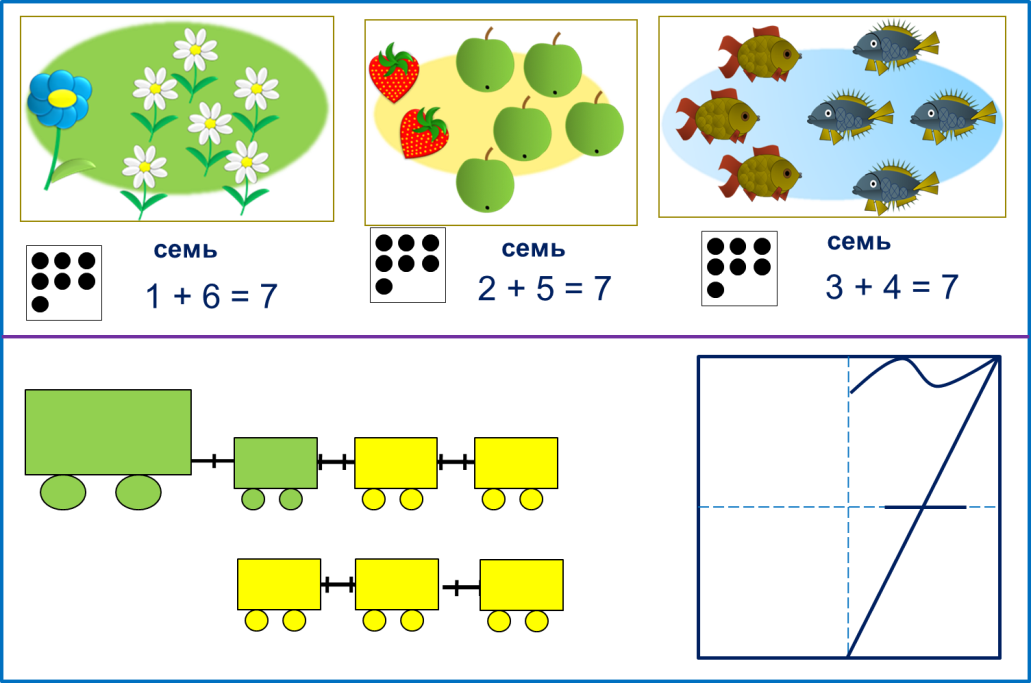 семь
1 + 6 = 7
семь
2 + 5 = 7
семь
3 + 4 = 7